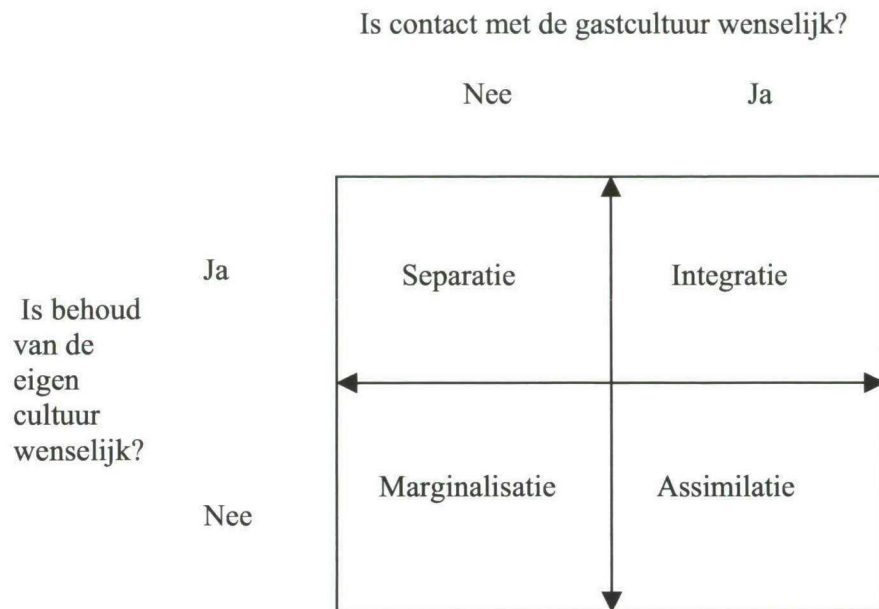 Is contact met de gastcultuur wenselijk?
Nee Ja
Ja Separatie Integratie
Is behoud
van de
eigen
cultuur
wenselijk?
Marginalisatie Assimilatie
Nee